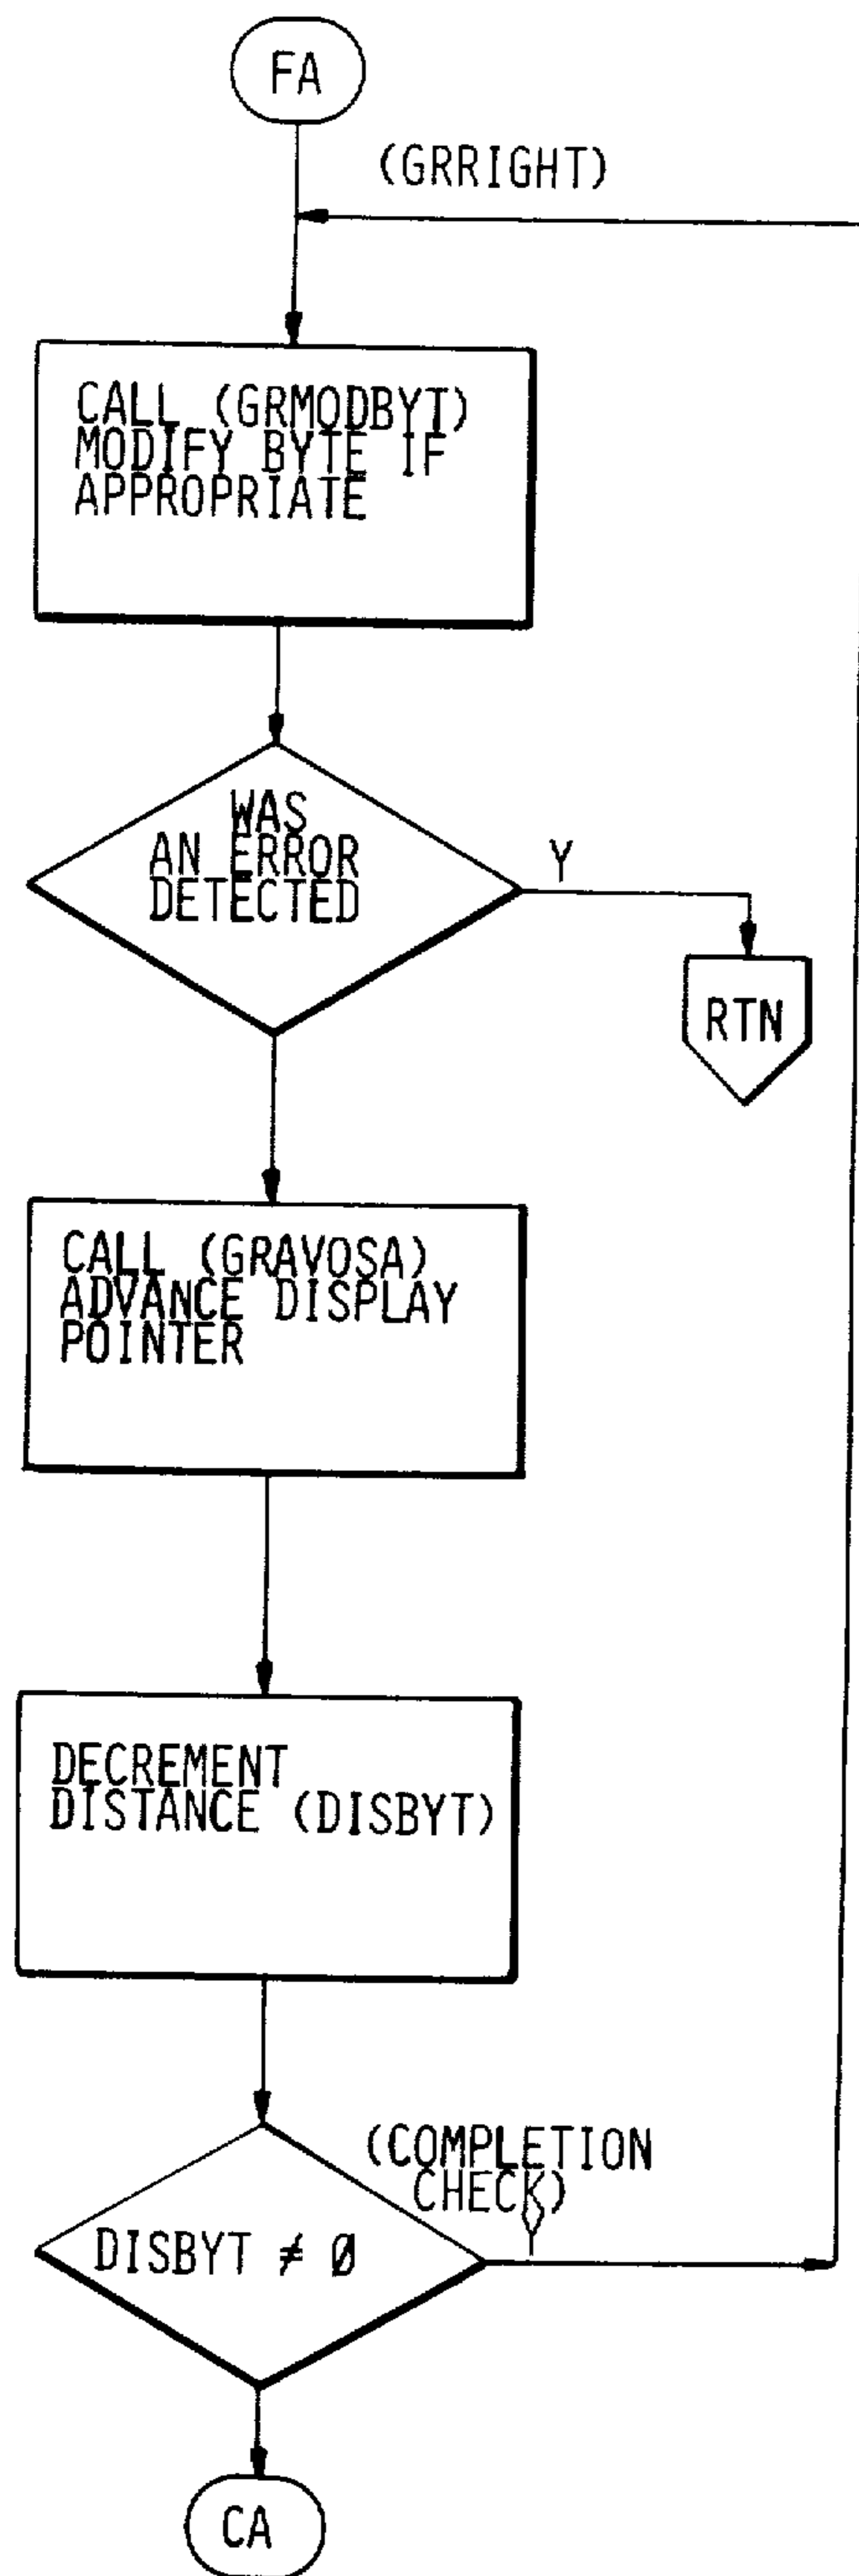 FA
(GRRIGHT)
CALL (GRMODBYT)
MODIFY BYTE IF
APPROPRIATE
WAS
AN ERROR
DETECTED
Y
RTN
CALL (GRAVOSA)
ADVANCE DISPLAY
POINTER
DECREMENT
DISTANCE (DISBYT)
(COMPLETION
CHECK)
Y
DISBYT ≠ Ø
CA